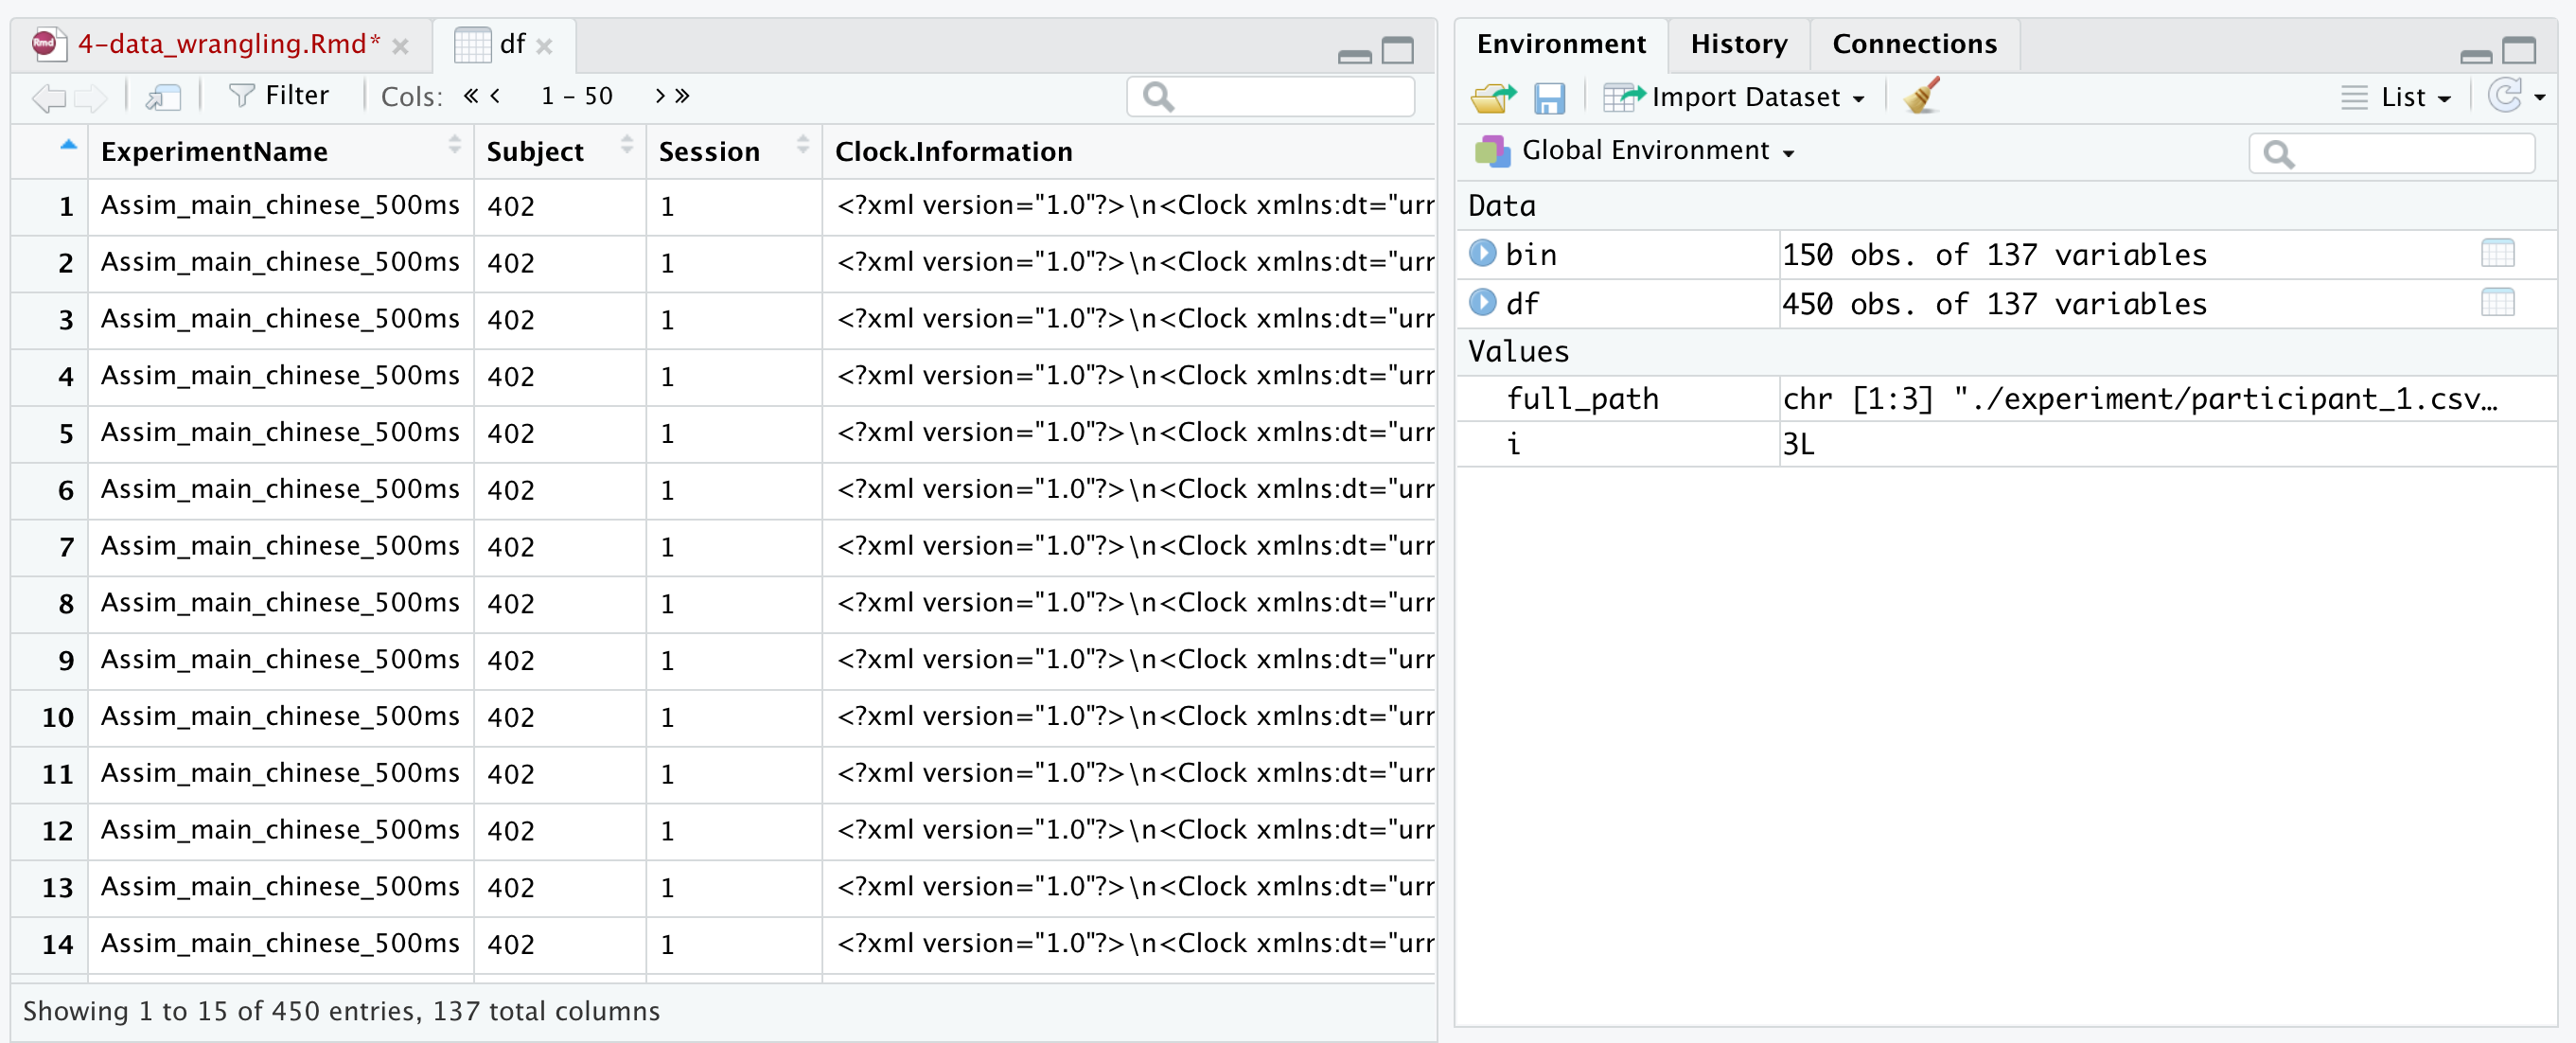 4-data_wrangling.Rmd* df
Filter Cols: 1 - 50
ExperimentName Subject Session Clock.Information
1 Assim_main_chinese_500ms 402 1 <?xml version="1.0"?>\n<Clock xmlns:dt="urr
2 Assim_main_chinese_500ms 402 1 <?xml version="1.0"?>\n<Clock xmlns:dt="urr
3 Assim_main_chinese_500ms 402 1 <?xml version="1.0"?>\n<Clock xmlns:dt="urr
4 Assim_main_chinese_500ms 402 1 <?xml version="1.0"?>\n<Clock xmlns:dt="urr
5 Assim_main_chinese_500ms 402 1 <?xml version="1.0"?>\n<Clock xmlns:dt="urr
6 Assim_main_chinese_500ms 402 1 <?xml version="1.0"?>\n<Clock xmlns:dt="urr
7 Assim_main_chinese_500ms 402 1 <?xml version="1.0"?>\n<Clock xmlns:dt="urr
8 Assim_main_chinese_500ms 402 1 <?xml version="1.0"?>\n<Clock xmlns:dt="urr
9 Assim_main_chinese_500ms 402 1 <?xml version="1.0"?>\n<Clock xmlns:dt="urr
10 Assim_main_chinese_500ms 402 1 <?xml version="1.0"?>\n<Clock xmlns:dt="urr
11 Assim_main_chinese_500ms 402 1 <?xml version="1.0"?>\n<Clock xmlns:dt="urr
12 Assim_main_chinese_500ms 402 1 <?xml version="1.0"?>\n<Clock xmlns:dt="urr
13 Assim_main_chinese_500ms 402 1 <?xml version="1.0"?>\n<Clock xmlns:dt="urr
14 Assim_main_chinese_500ms 402 1 <?xml version="1.0"?>\n<Clock xmlns:dt="urr
Showing 1 to 15 of 450 entries, 137 total columns
Environment History Connections
Import Dataset List
Global Environment
Data
bin 150 obs. of 137 variables
df 450 obs. of 137 variables
Values
full_path chr [1:3] "./experiment/participant_1.csv…
i 3L